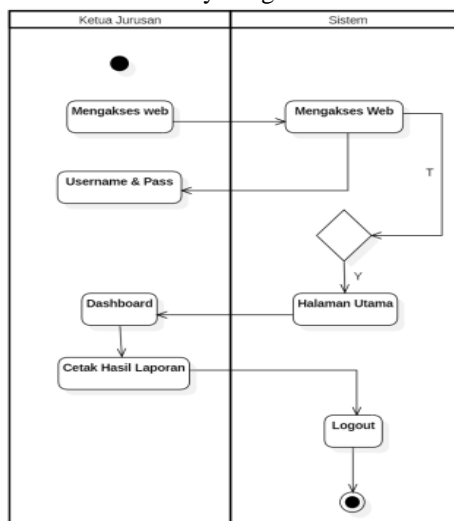 Ketua Jurusan
Sistem
Mengakses web
Mengakses Web
Username & Pass
T
Y
Dashboard
Halaman Utama
Cetak Hasil Laporan
Logout